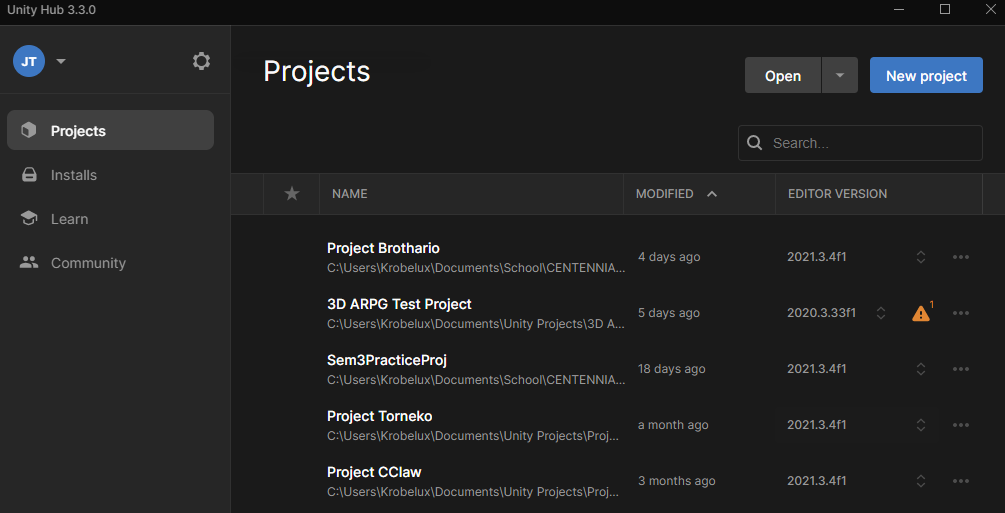 Unity Hub 3.3.0
JT
Projects
Open
New project
Projects
Search...
Installs
Learn
Community
NAME
MODIFIED
EDITOR VERSION
Project Brothario
C:\Users\Krobelux\Documents\School\CENTENNIA...
4 days ago
2021.3.4f1
3D ARPG Test Project
C:\Users\Krobelux\Documents\Unity Projects\3D A...
5 days ago
2020.3.33f1
1
Sem3PracticeProj
C:\Users\Krobelux\Documents\School\CENTENNIA...
18 days ago
2021.3.4f1
Project Torneko
C:\Users\Krobelux\Documents\Unity Projects\Proj...
a month ago
2021.3.4f1
Project CClaw
C:\Users\Krobelux\Documents\Unity Projects\Proj...
3 months ago
2021.3.4f1